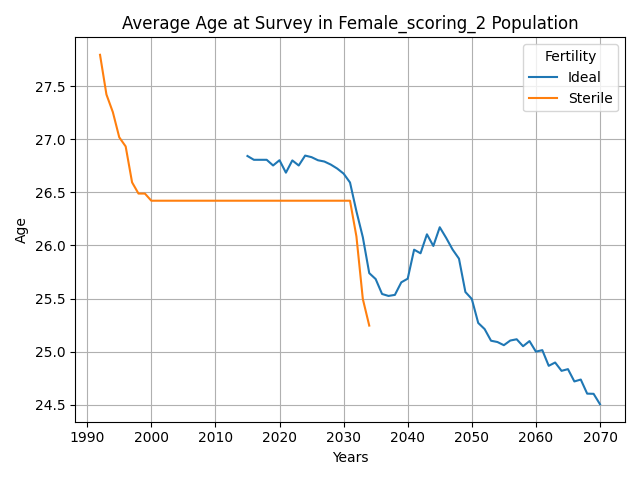 Average Age at Survey in Female_scoring_2 Population
Fertility
Ideal
Sterile
27.5
27.0
26.5
26.0
25.5
25.0
24.5
Age
1990 2000 2010 2020 2030 2040 2050 2060 2070
Years